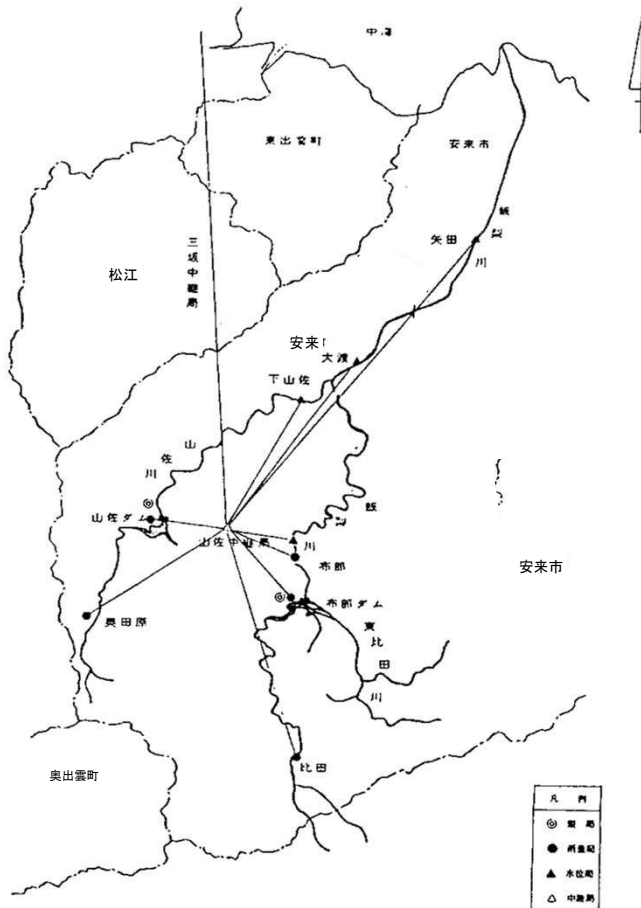 中海
東出雲町
安来市
三坂中継局
松江
矢田
飯梨川
安来
大渡
下山佐
山佐川
山佐ダム
山佐中継局
飯梨川
布部
安来市
布部ダム
奥田原
東比田川
比田
奥出雲町
凡例
水位局
中継局